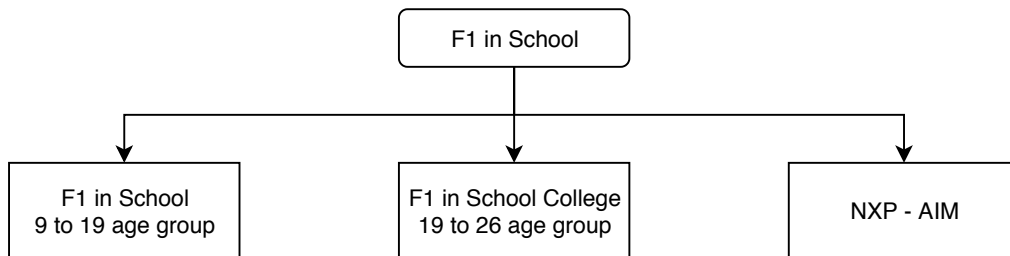 F1 in School
F1 in School
9 to 19 age group
F1 in School College
19 to 26 age group
NXP - AIM